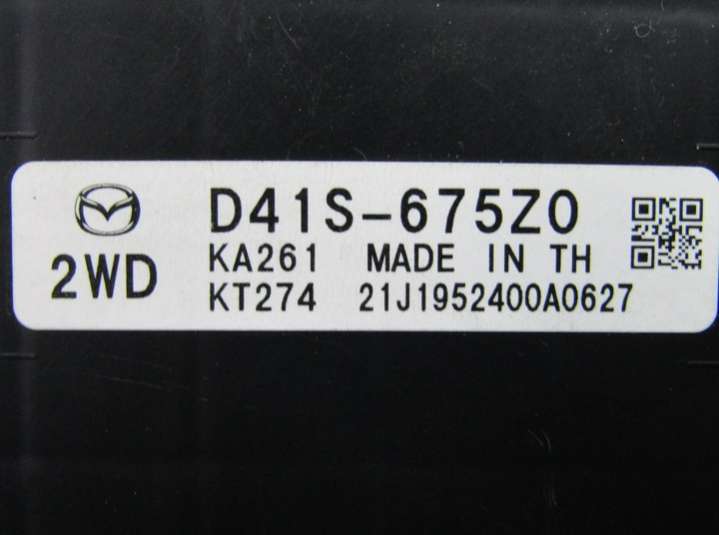 D41S-675Z0
2WD
KA261 MADE IN TH
KT274 21J1952400A0627